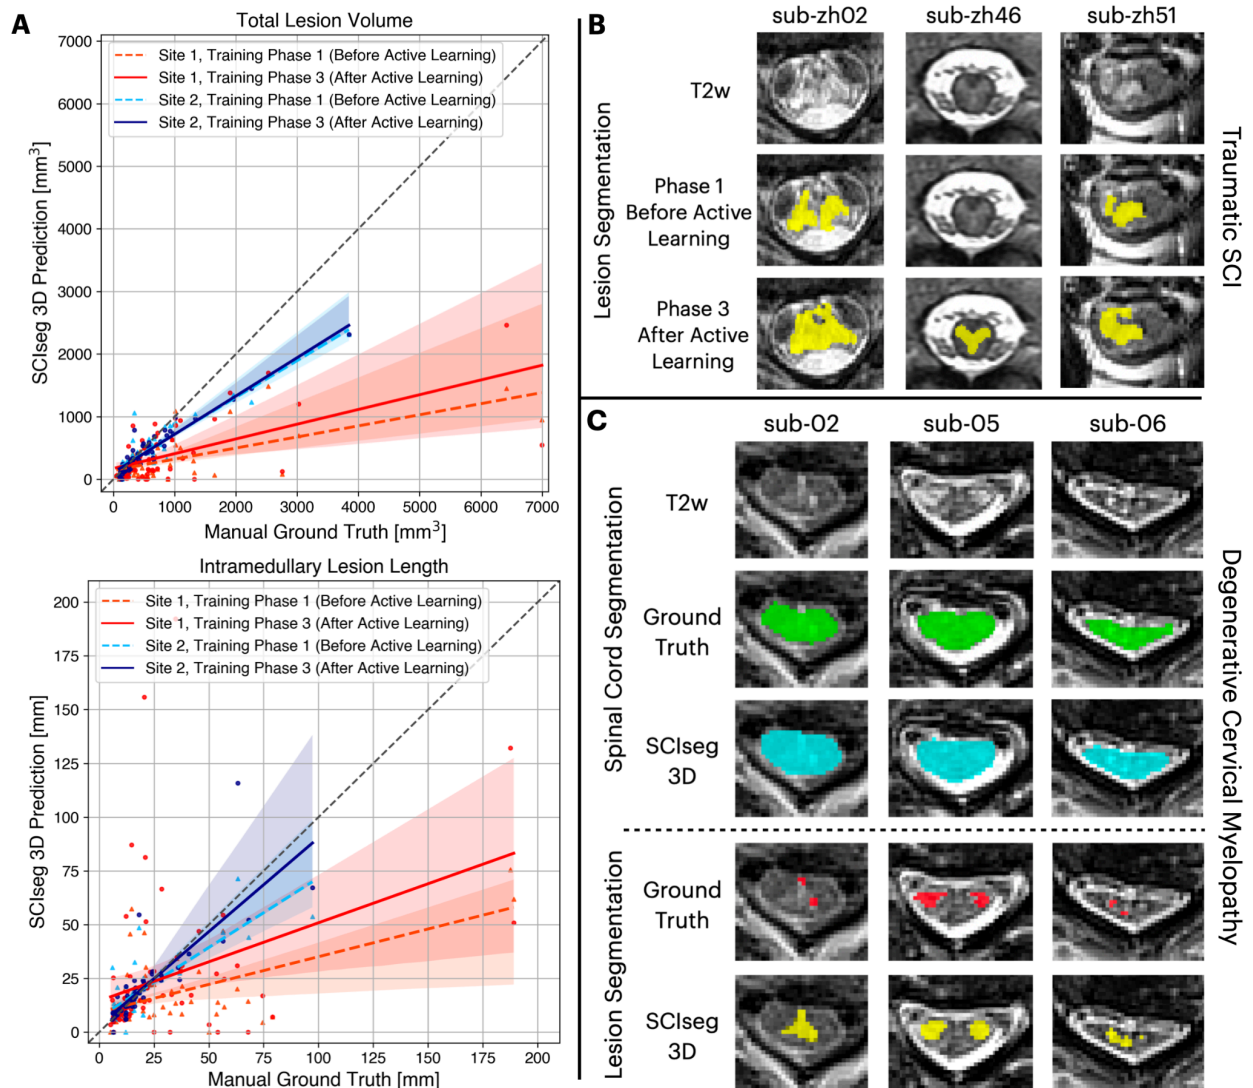 A
Total Lesion Volume
7000
6000
5000
4000
3000
2000
1000
0
SCIseg 3D Prediction [mm³]
Site 1, Training Phase 1 (Before Active Learning)
Site 1, Training Phase 3 (After Active Learning)
Site 2, Training Phase 1 (Before Active Learning)
Site 2, Training Phase 3 (After Active Learning)
0 1000 2000 3000 4000 5000 6000 7000
Manual Ground Truth [mm³]
Intramedullary Lesion Length
200
175
150
125
100
75
50
25
0
SCIseg 3D Prediction [mm]
Site 1, Training Phase 1 (Before Active Learning)
Site 1, Training Phase 3 (After Active Learning)
Site 2, Training Phase 1 (Before Active Learning)
Site 2, Training Phase 3 (After Active Learning)
0 25 50 75 100 125 150 175 200
Manual Ground Truth [mm]
B
sub-zh02 sub-zh46 sub-zh51
Lesion Segmentation
T2w
Phase 1
Before Active
Learning
Phase 3
After Active
Learning
Traumatic SCI
C
sub-02 sub-05 sub-06
Spinal Cord Segmentation
T2w
Ground
Truth
SCIseg
3D
Lesion Segmentation
Ground
Truth
SCIseg
3D
Degenerative Cervical Myelopathy